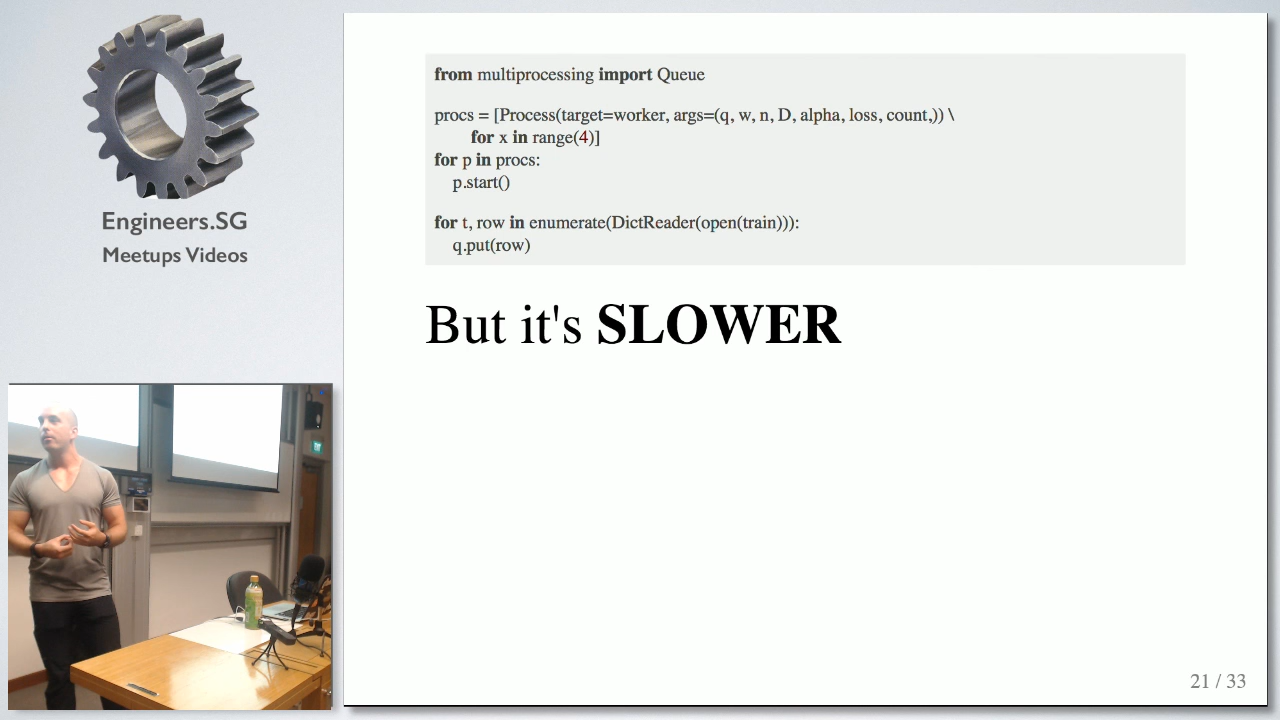 Engineers.SG
Meetups Videos
from multiprocessing import Queue
procs = [Process(target=worker, args=(q, w, n, D, alpha, loss, count,)) \
for x in range(4)]
for p in procs:
p.start()
for t, row in enumerate(DictReader(open(train))):
q.put(row)
But it's SLOWER
21 / 33